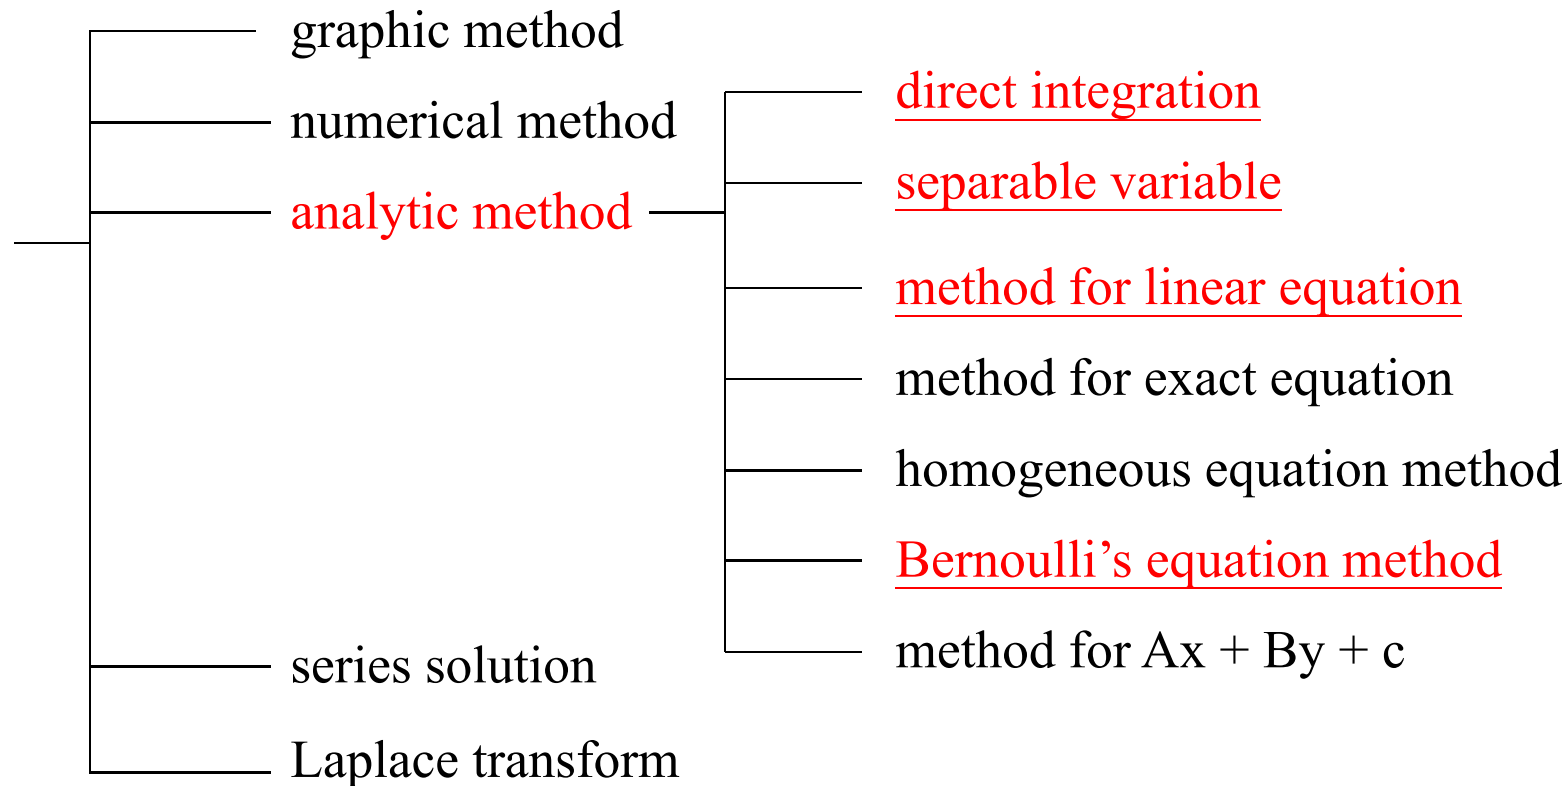 graphic method
numerical method
analytic method
series solution
Laplace transform
direct integration
separable variable
method for linear equation
method for exact equation
homogeneous equation method
Bernoulli’s equation method
method for Ax + By + c